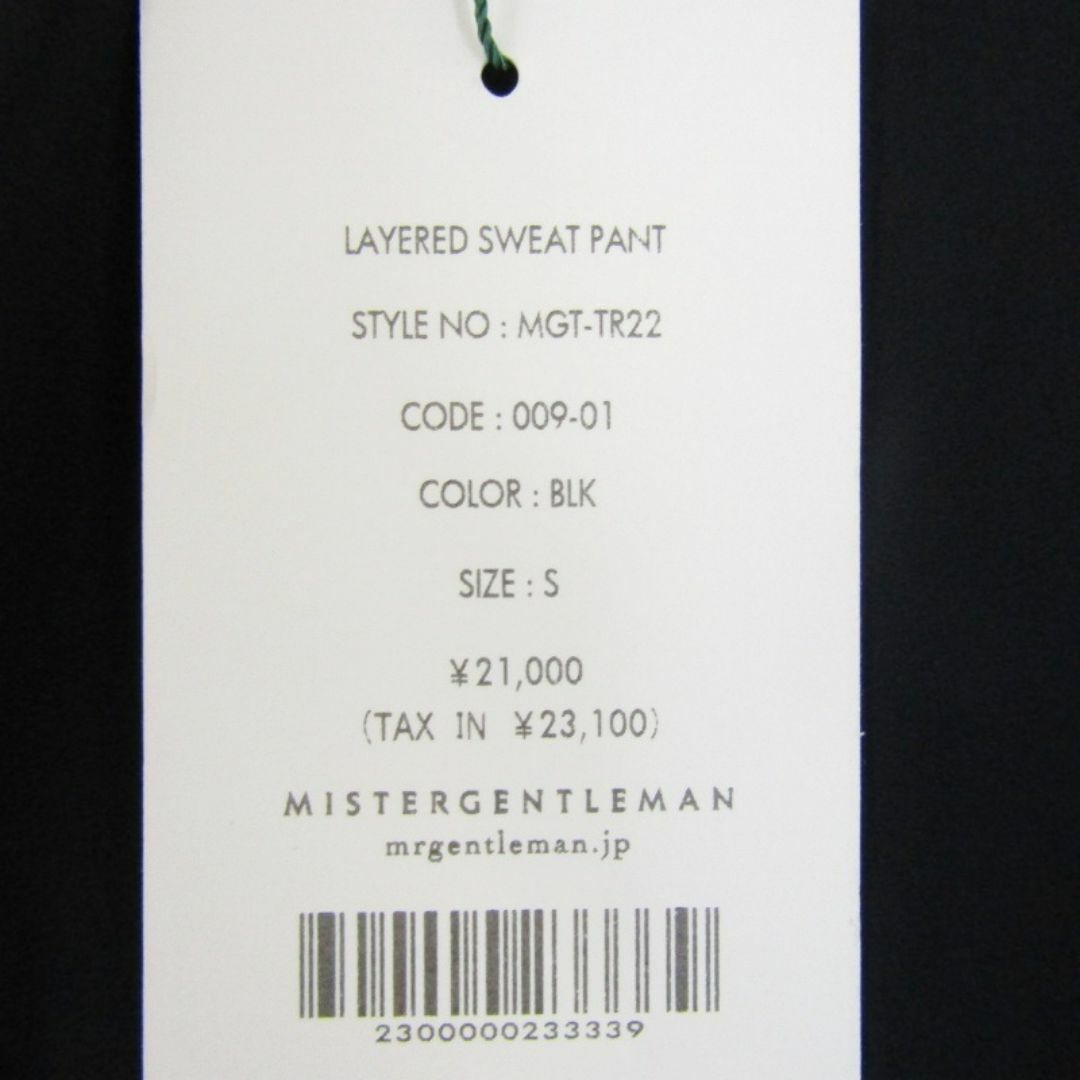 LAYERED SWEAT PANT
STYLE NO : MGT-TR22
CODE : 009-01
COLOR : BLK
SIZE : S
¥21,000
(TAX IN ¥23,100)
MISTERGENTLEMAN
mrgentleman.jp
2300000233339